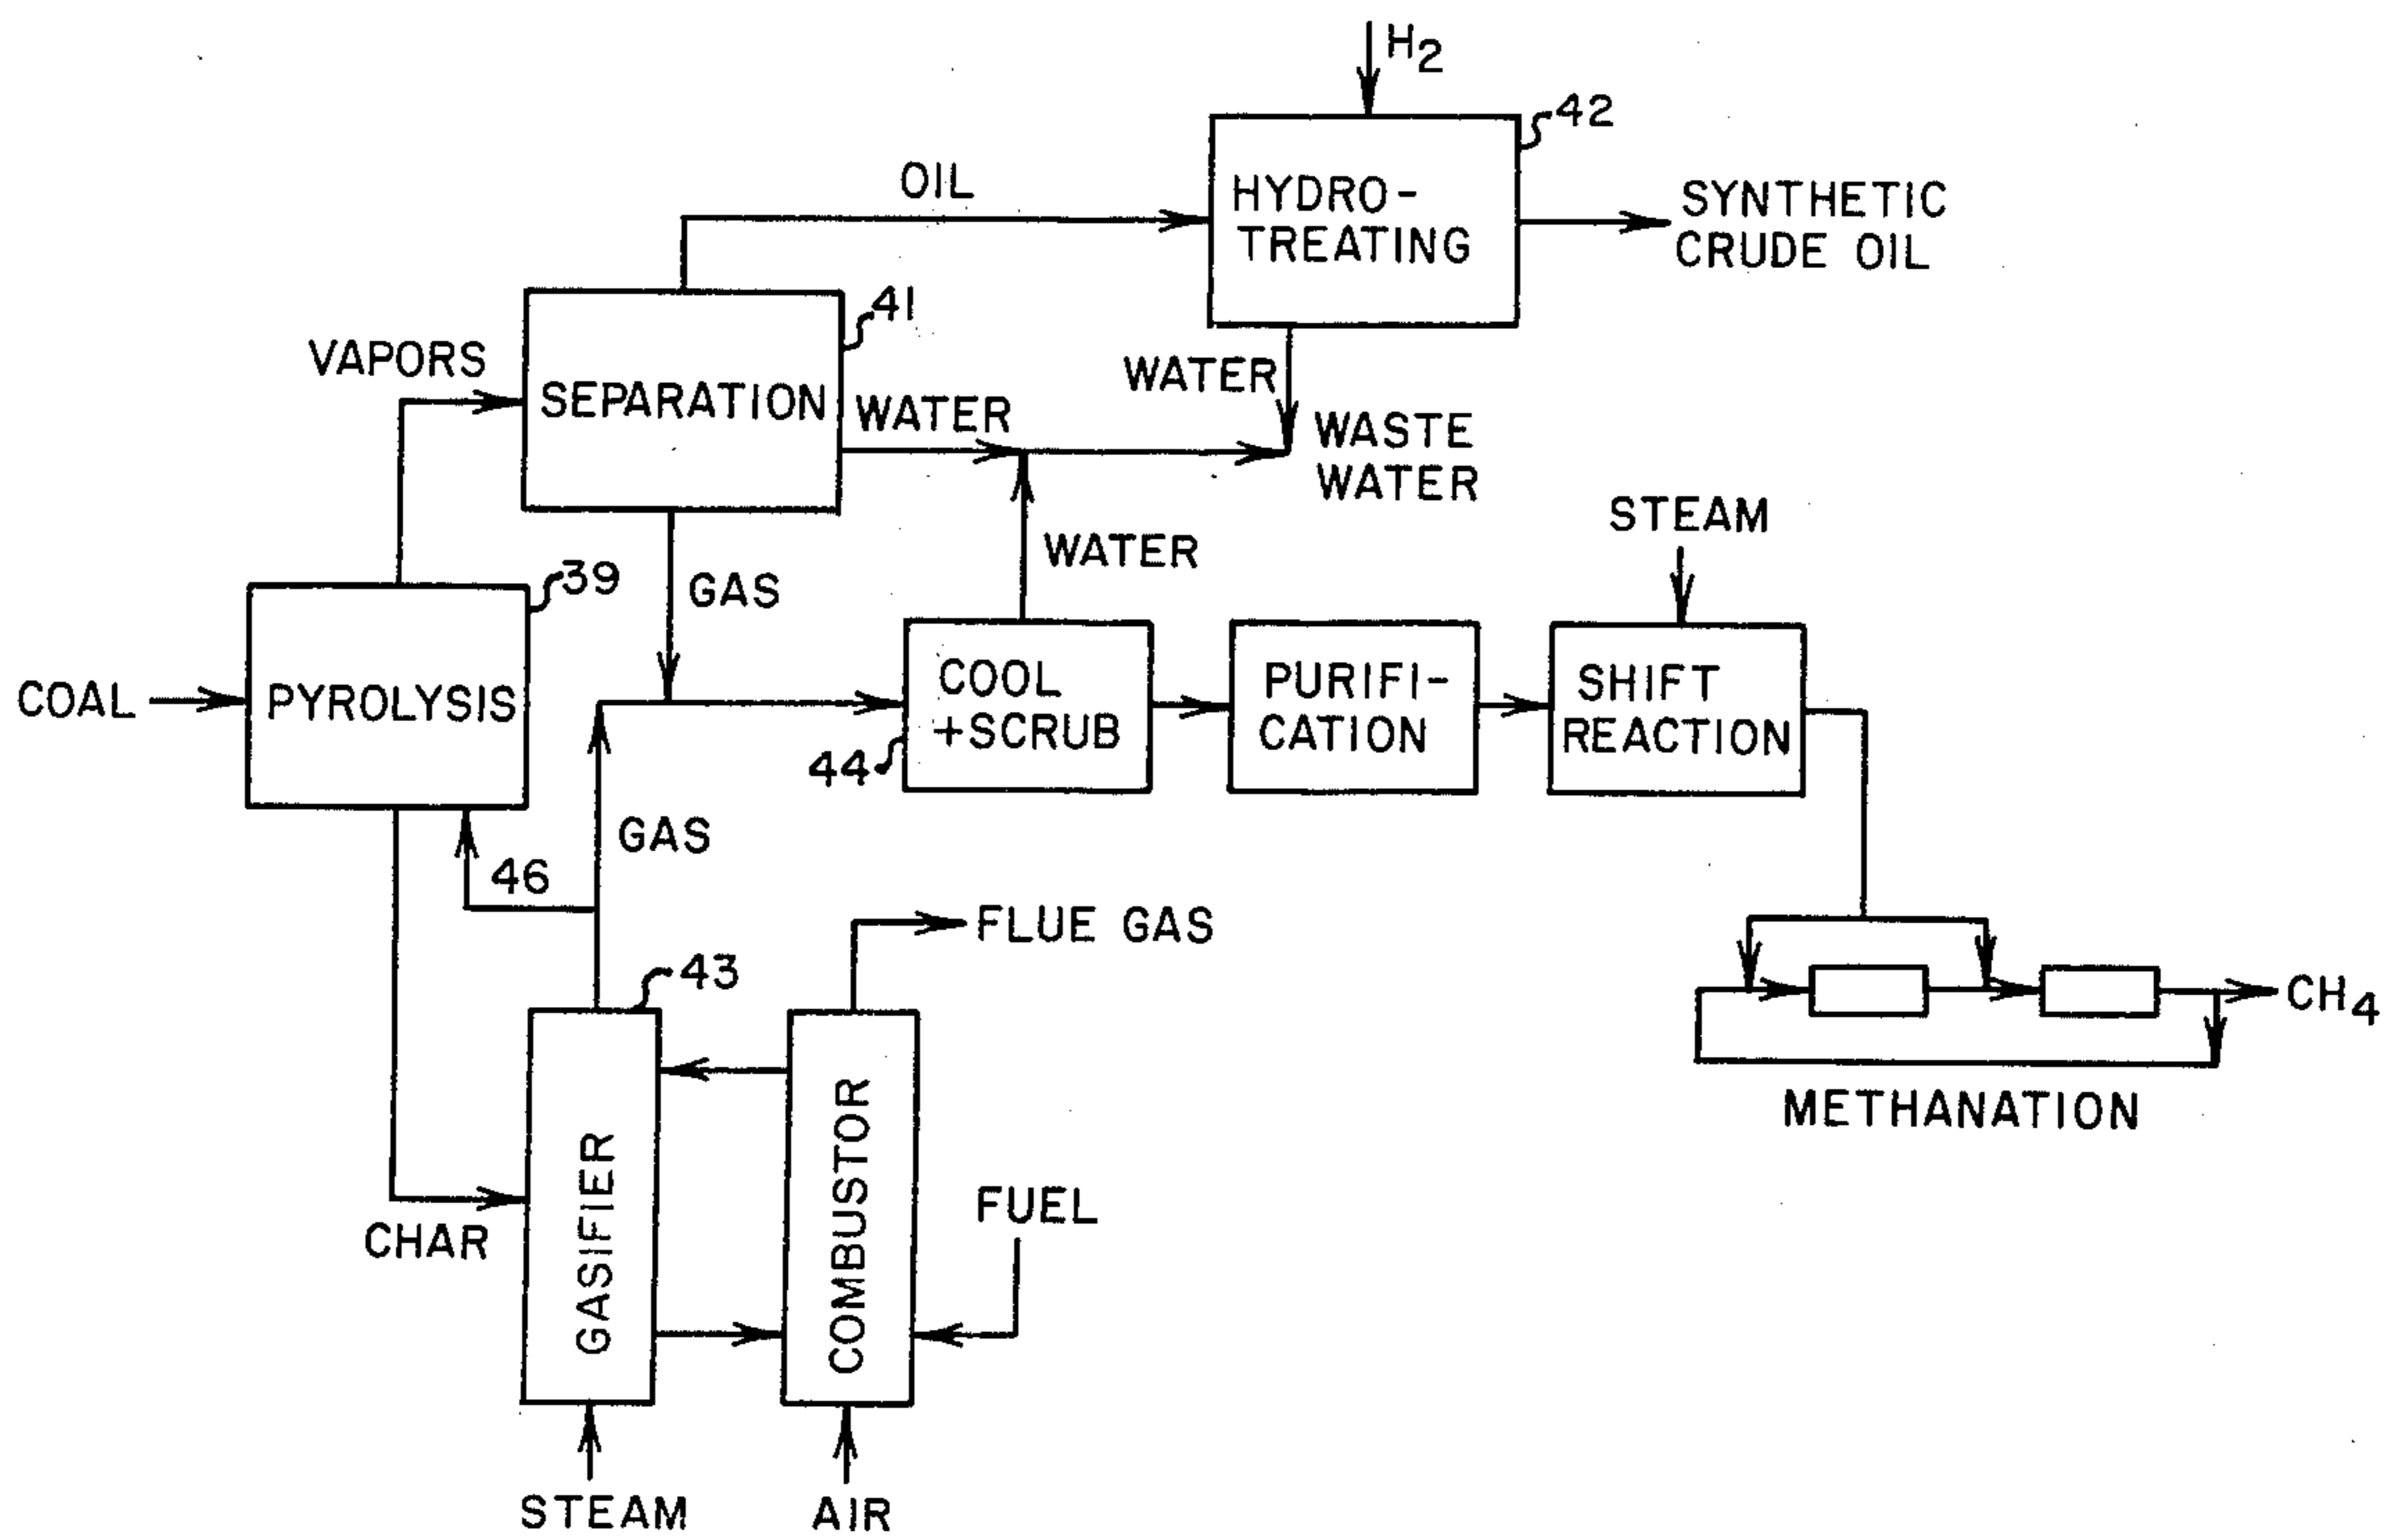 H2
42
OIL
HYDRO-
TREATING
SYNTHETIC
CRUDE OIL
41
VAPORS
SEPARATION
WATER
WATER
WASTE
WATER
STEAM
39
GAS
WATER
COAL
PYROLYSIS
COOL
+SCRUB
44
PURIFI-
CATION
SHIFT
REACTION
GAS
46
FLUE GAS
43
CH4
METHANATION
CHAR
GASIFIER
COMBUSTOR
FUEL
STEAM
AIR